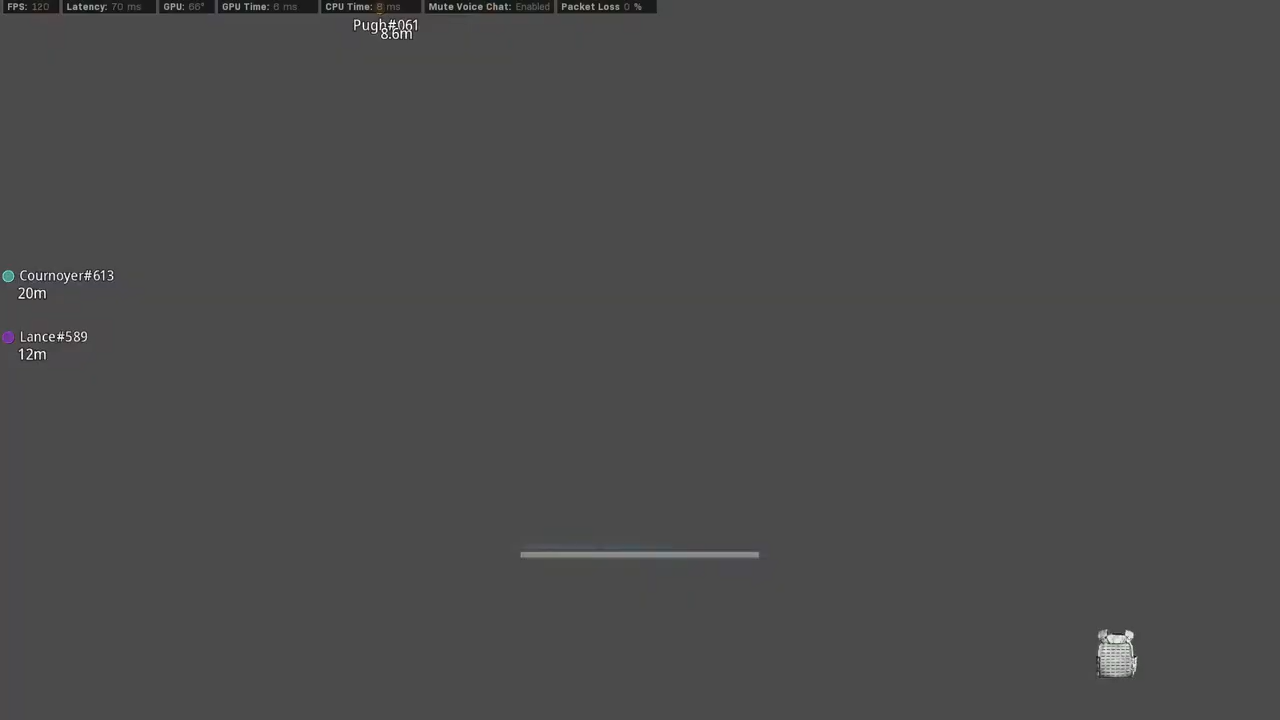 FPS: 120 Latency: 70 ms GPU: 66° GPU Time: 6 ms CPU Time: 8 ms Mute Voice Chat: Enabled Packet Loss 0 %
Pugh#061
8.6m
Cournoyer#613
20m
Lance#589
12m